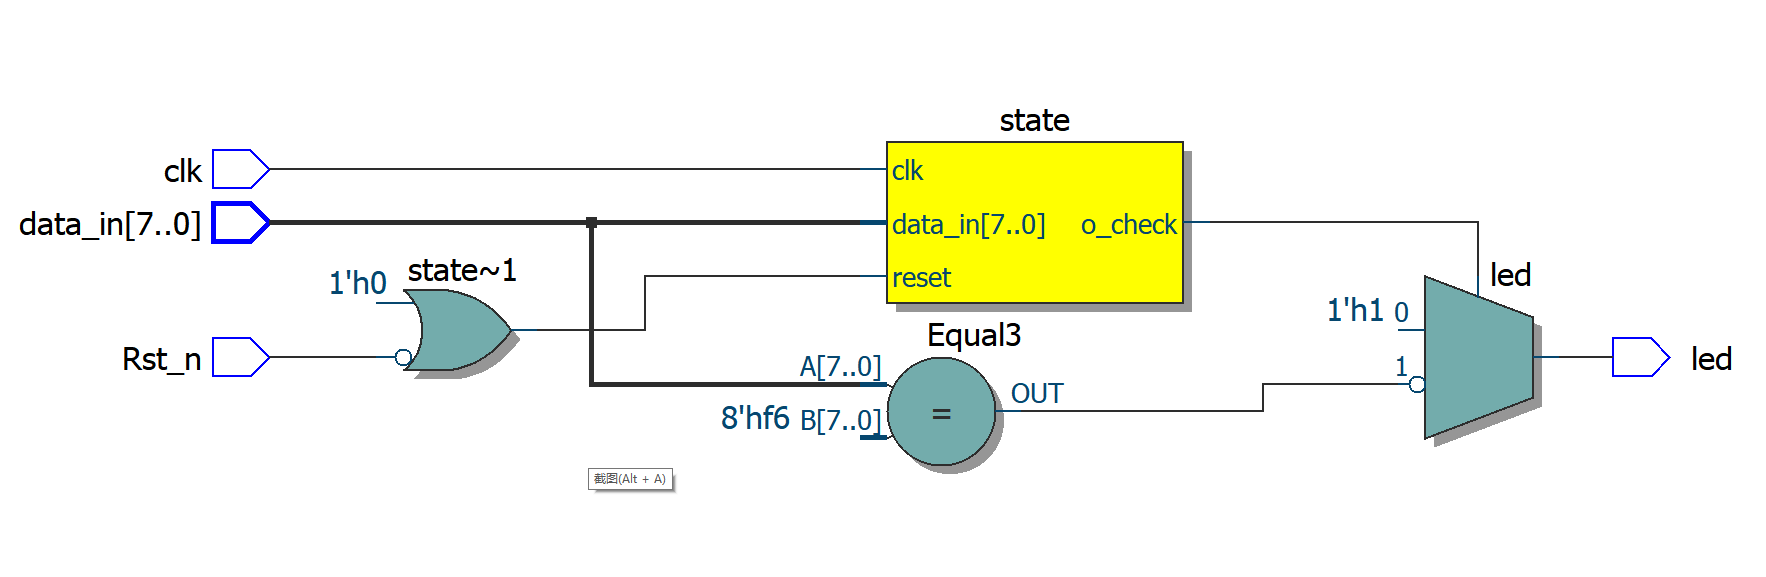 state
clk
clk
data_in[7..0]
data_in[7..0]
o_check
state~1
1'h0
reset
led
1'h1
0
Equal3
Rst_n
A[7..0]
1
led
OUT
8'hf6
B[7..0]
=
截图(Alt + A)